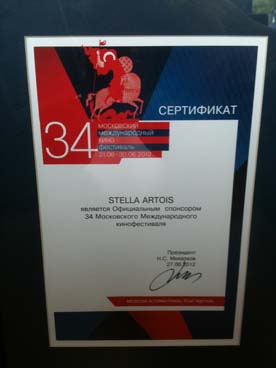 СЕРТИФИКАТ
34
МОСКОВСКИЙ
МЕЖДУНАРОДНЫЙ
КИНО
ФЕСТИВАЛЬ
21.06-30.06 2012
STELLA ARTOIS
является Официальным спонсором
34 Московского Международного
кинофестиваля
Президент
Н.С. Михалков
27.06.2012
MOSCOW INTERNATIONAL FILM FESTIVAL